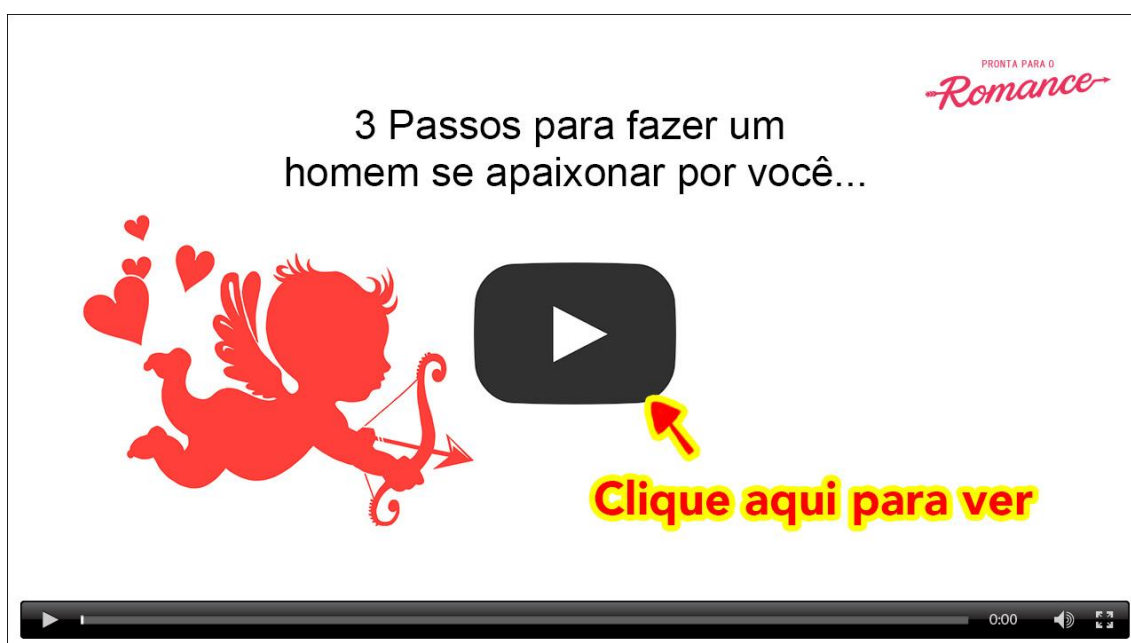 PRONTA PARA O
Romance
3 Passos para fazer um
homem se apaixonar por você...
Clique aqui para ver
0:00